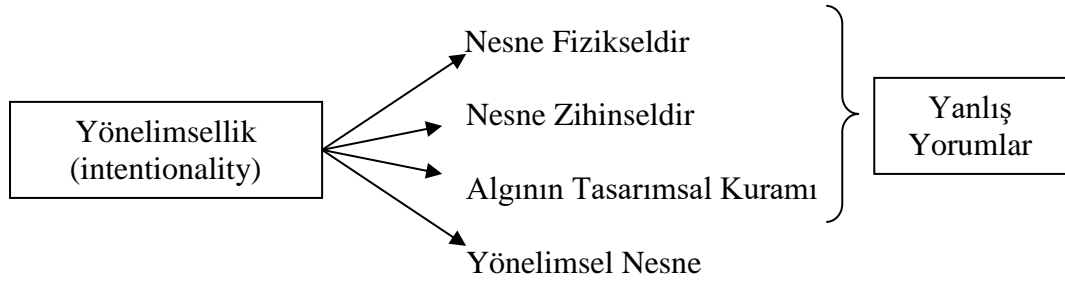 Nesne Fizikseldir
Yönelimsellik
(intentionality)
Nesne Zihinseldir
Algının Tasarımsal Kuramı
Yönelimsel Nesne
Yanlış
Yorumlar